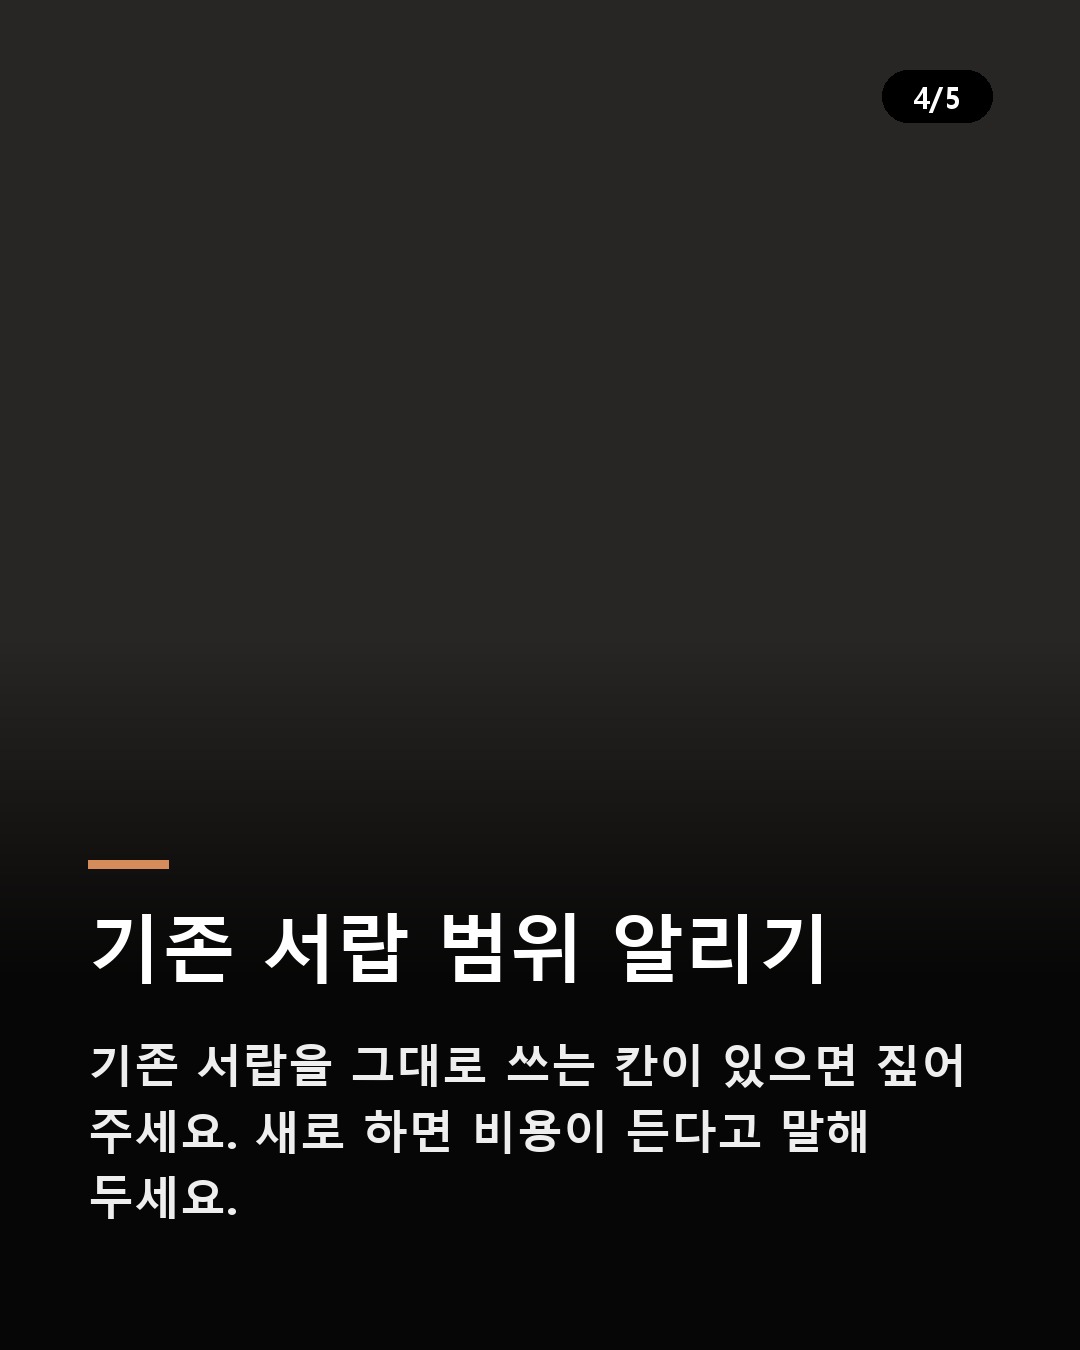 4/5
기존 서랍 범위 알리기
기존 서랍을 그대로 쓰는 칸이 있으면 짚어
주세요. 새로 하면 비용이 든다고 말해
두세요.